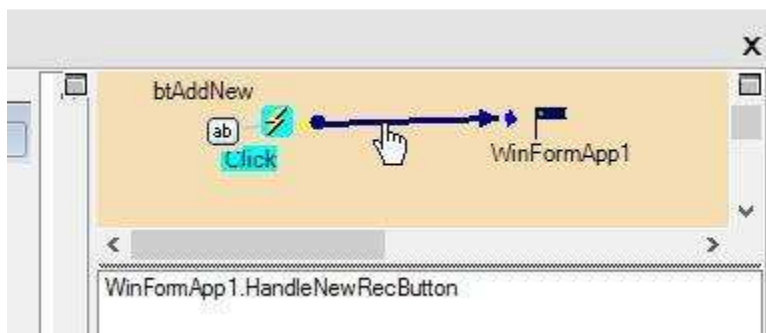 X
btAddNew
ab
Click
WinFormApp1
WinFormApp1.HandleNewRecButton